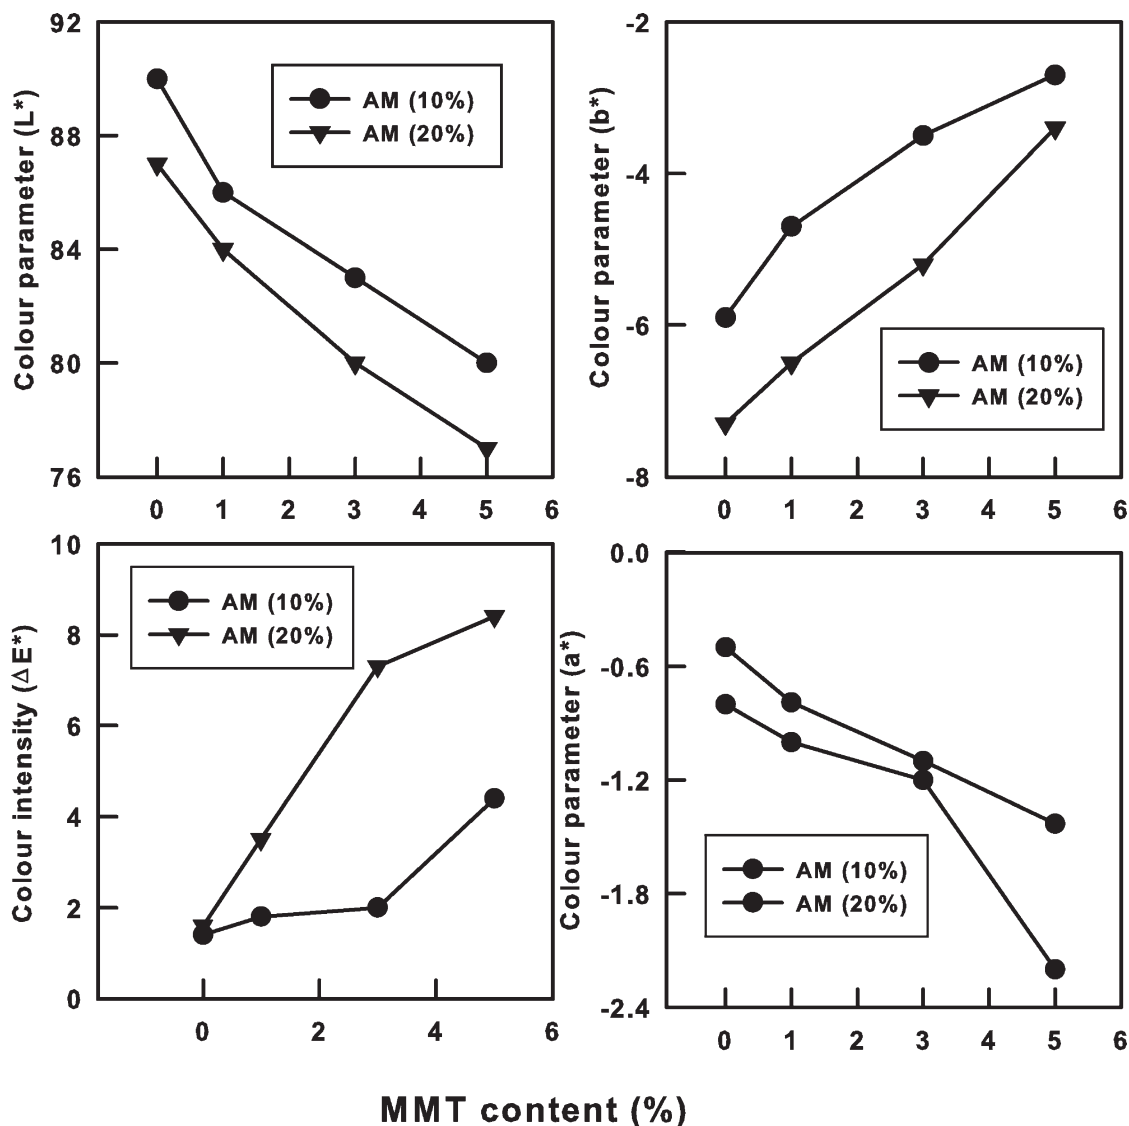 92
88
84
80
76
Colour parameter (L*)
AM (10%)
AM (20%)
0 1 2 3 4 5 6
-2
-4
-6
-8
Colour parameter (b*)
AM (10%)
AM (20%)
0 1 2 3 4 5 6
10
8
6
4
2
0
Colour intensity (ΔE*)
AM (10%)
AM (20%)
0 2 4 6
0.0
-0.6
-1.2
-1.8
-2.4
Colour parameter (a*)
AM (10%)
AM (20%)
0 1 2 3 4 5 6
MMT content (%)